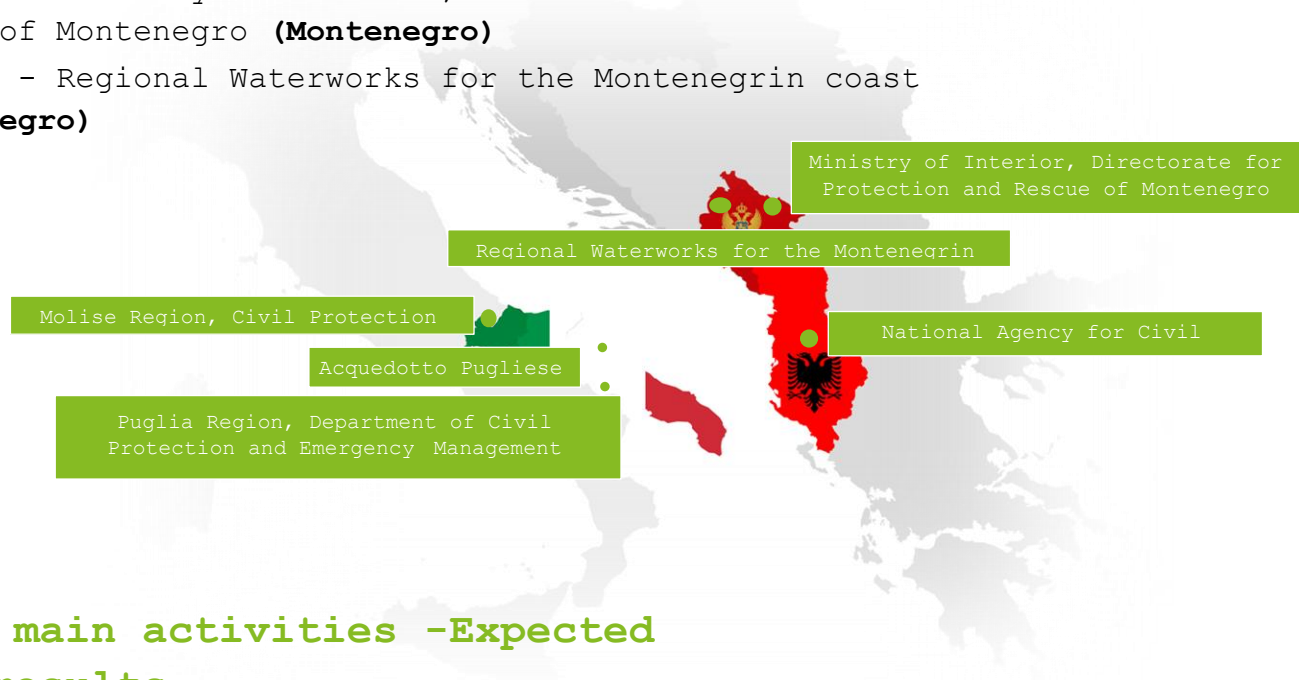 of Montenegro (Montenegro)
- Regional Waterworks for the Montenegrin coast
egro)
Ministry of Interior, Directorate for
Protection and Rescue of Montenegro
Regional Waterworks for the Montenegrin
Molise Region, Civil Protection
National Agency for Civil
Acquedotto Pugliese
Puglia Region, Department of Civil
Protection and Emergency Management
main activities -Expected
results